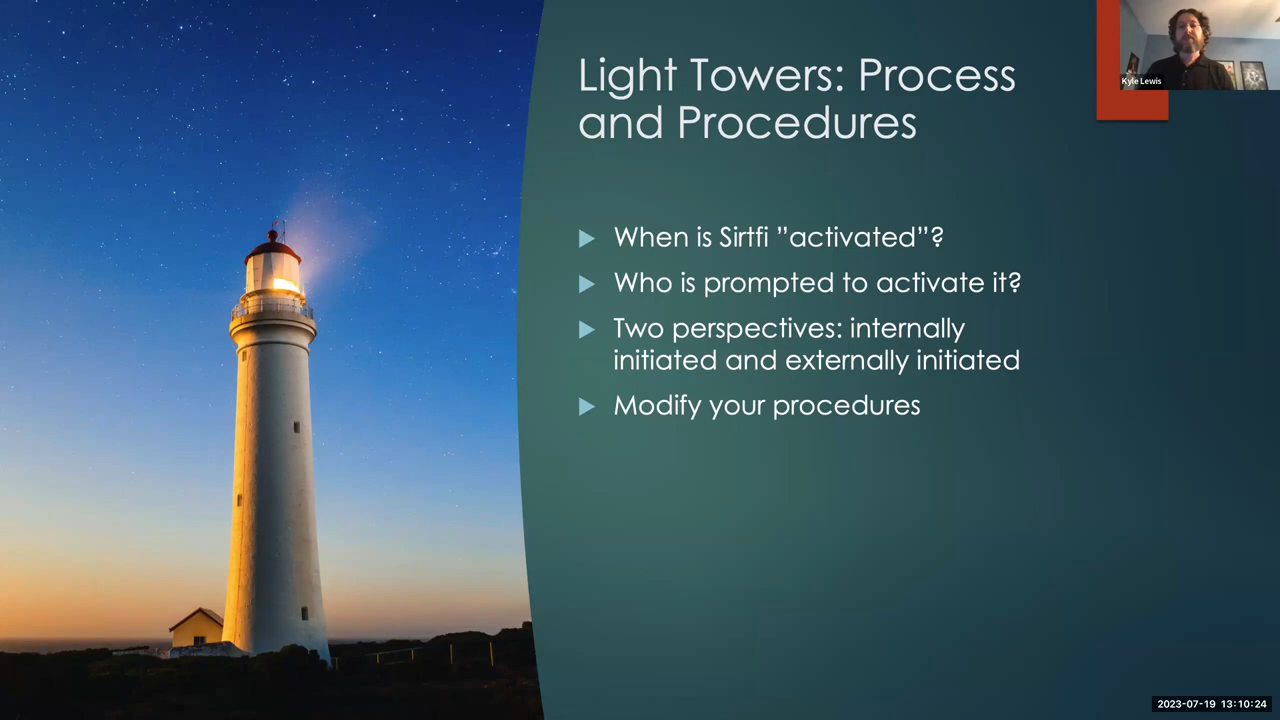 Light Towers: Process
and Procedures
Kyle Lewis
When is Sirtfi ”activated”?
Who is prompted to activate it?
Two perspectives: internally
initiated and externally initiated
Modify your procedures
2023-07-19 13:10:24